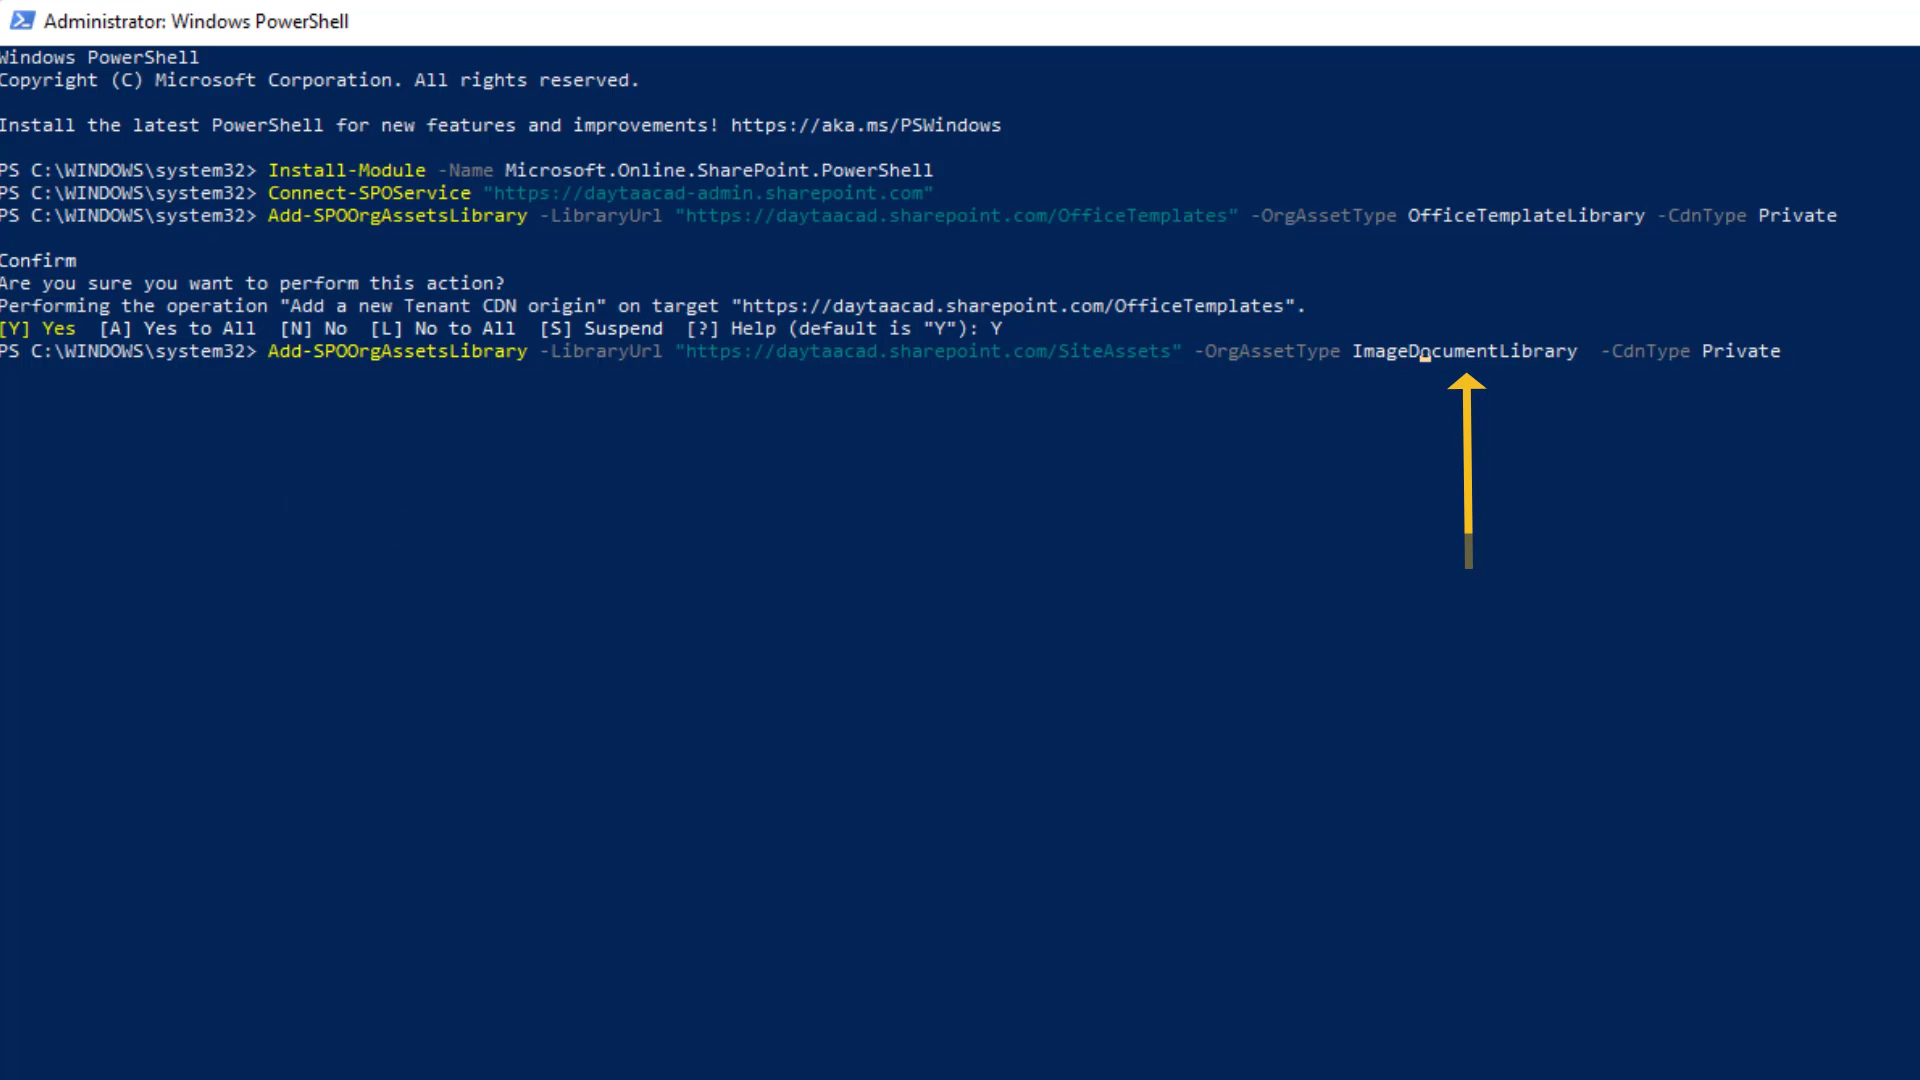 Administrator: Windows PowerShell
Windows PowerShell
Copyright (C) Microsoft Corporation. All rights reserved.
Install the latest PowerShell for new features and improvements! https://aka.ms/PSWindows
PS C:\WINDOWS\system32> Install-Module -Name Microsoft.Online.SharePoint.PowerShell
PS C:\WINDOWS\system32> Connect-SPOService "https://daytaacad-admin.sharepoint.com"
PS C:\WINDOWS\system32> Add-SPOOrgAssetsLibrary -LibraryUrl "https://daytaacad.sharepoint.com/OfficeTemplates" -OrgAssetType OfficeTemplateLibrary -CdnType Private
Confirm
Are you sure you want to perform this action?
Performing the operation "Add a new Tenant CDN origin" on target "https://daytaacad.sharepoint.com/OfficeTemplates".
[Y] Yes  [A] Yes to All  [N] No  [L] No to All  [S] Suspend  [?] Help (default is "Y"): Y
PS C:\WINDOWS\system32> Add-SPOOrgAssetsLibrary -LibraryUrl "https://daytaacad.sharepoint.com/SiteAssets" -OrgAssetType ImageDocumentLibrary  -CdnType Private